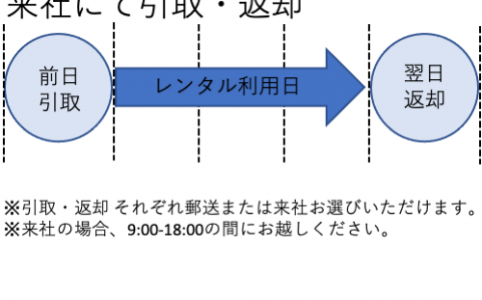 来社にて引取・返却
前日
引取
レンタル利用日
翌日
返却
※引取・返却 それぞれ郵送または来社お選びいただけます。
※来社の場合、9:00-18:00の間にお越しください。